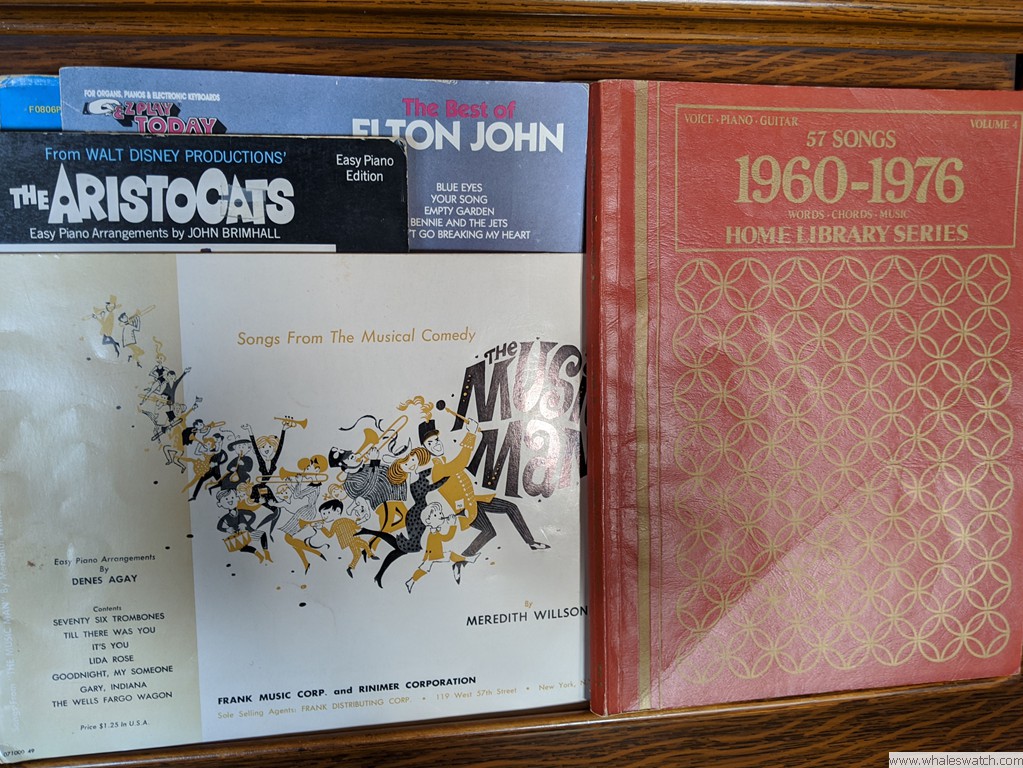 F0806P
FOR ORGANS, PIANOS & ELECTRONIC KEYBOARDS
E-Z PLAY
TODAY
The Best of
ELTON JOHN
BLUE EYES
YOUR SONG
EMPTY GARDEN
BENNIE AND THE JETS
'T GO BREAKING MY HEART
From WALT DISNEY PRODUCTIONS'
THE ARISTOCATS
Easy Piano Arrangements by JOHN BRIMHALL
Easy Piano
Edition
Songs From The Musical Comedy
THE
MUSIC
MAN
By
MEREDITH WILLSON
Easy Piano Arrangements
By
DENES AGAY
Contents
SEVENTY SIX TROMBONES
TILL THERE WAS YOU
IT'S YOU
LIDA ROSE
GOODNIGHT, MY SOMEONE
GARY, INDIANA
THE WELLS FARGO WAGON
Price $1.25 in U.S.A.
FRANK MUSIC CORP. and RINIMER CORPORATION
Sole Selling Agents: FRANK DISTRIBUTING CORP. • 119 West 57th Street • New York, N
071000 49
VOICE • PIANO • GUITAR
VOLUME 4
57 SONGS
1960-1976
WORDS • CHORDS • MUSIC
HOME LIBRARY SERIES
www.whaleswatch.com